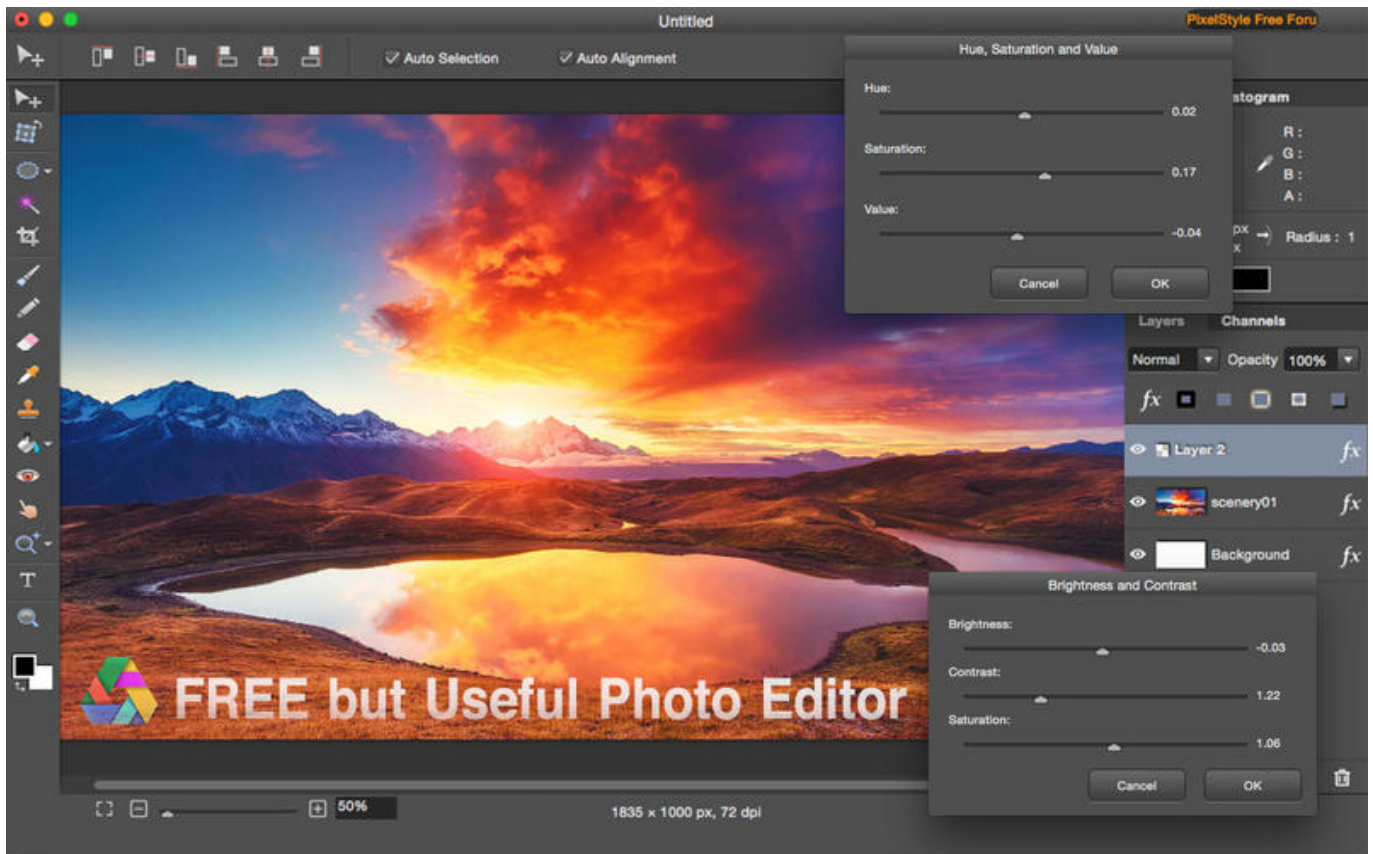 Untitled
PixelStyle Free Foru
Auto Selection
Auto Alignment
Hue, Saturation and Value
Hue:
0.02
Saturation:
0.17
Value:
-0.04
Cancel
OK
stogram
R :
G :
B :
A :
px
x
Radius : 1
Layers
Channels
Normal
Opacity 100%
fx
Layer 2
fx
scenery01
fx
Background
fx
T
FREE but Useful Photo Editor
Brightness and Contrast
Brightness:
-0.03
Contrast:
1.22
Saturation:
1.06
Cancel
OK
50%
1835 × 1000 px, 72 dpi